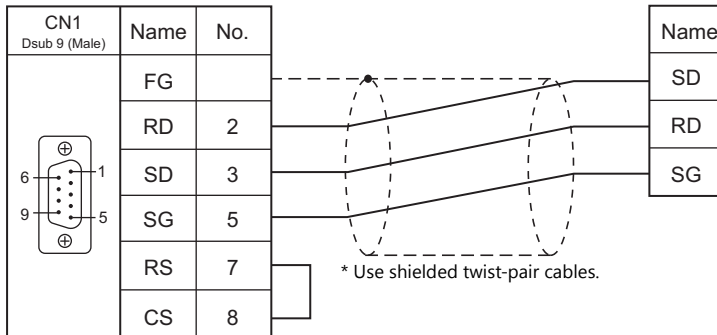 CN1
Dsub 9 (Male)
Name No.
Name
FG
SD
RD 2
RD
SD 3
SG
SG 5
RS 7
CS 8
6
1
9
5
* Use shielded twist-pair cables.